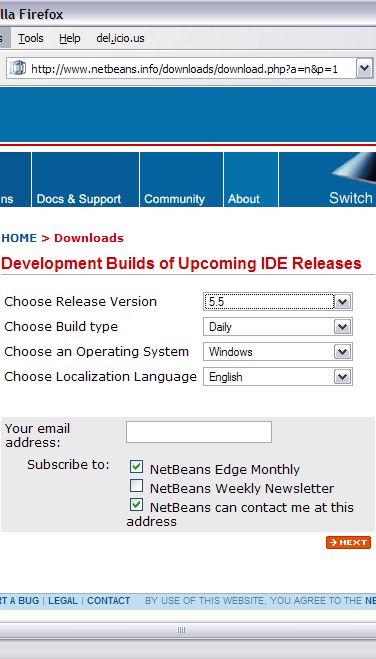 lla Firefox
s Tools Help del.icio.us
http://www.netbeans.info/downloads/download.php?a=n&p=1
ns Docs & Support Community About Switch
HOME > Downloads
Development Builds of Upcoming IDE Releases
Choose Release Version 5.5
Choose Build type Daily
Choose an Operating System Windows
Choose Localization Language English
Your email
address:
Subscribe to: NetBeans Edge Monthly
NetBeans Weekly Newsletter
NetBeans can contact me at this
address
NEXT
RT A BUG | LEGAL | CONTACT BY USE OF THIS WEBSITE, YOU AGREE TO THE NE